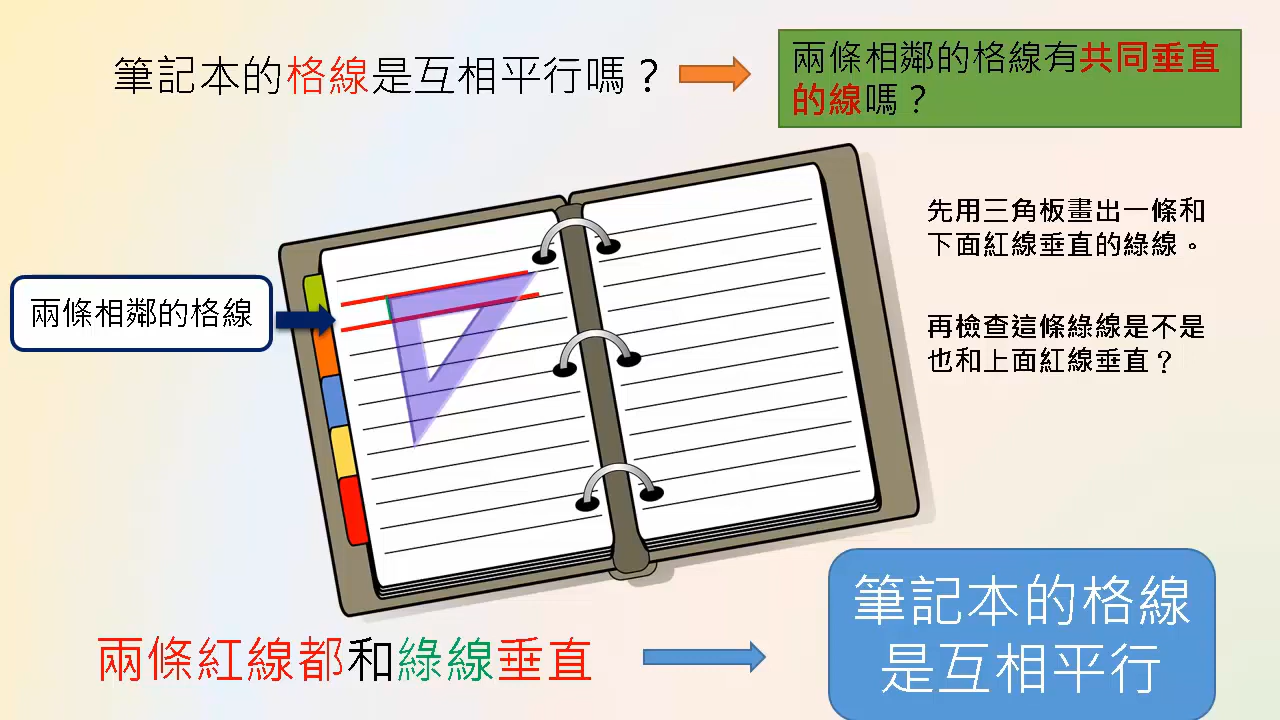 筆記本的格線是互相平行嗎？
兩條相鄰的格線有共同垂直
的線嗎？
先用三角板畫出一條和
下面紅線垂直的綠線。
兩條相鄰的格線
再檢查這條綠線是不是
也和上面紅線垂直？
兩條紅線都和綠線垂直
筆記本的格線
是互相平行